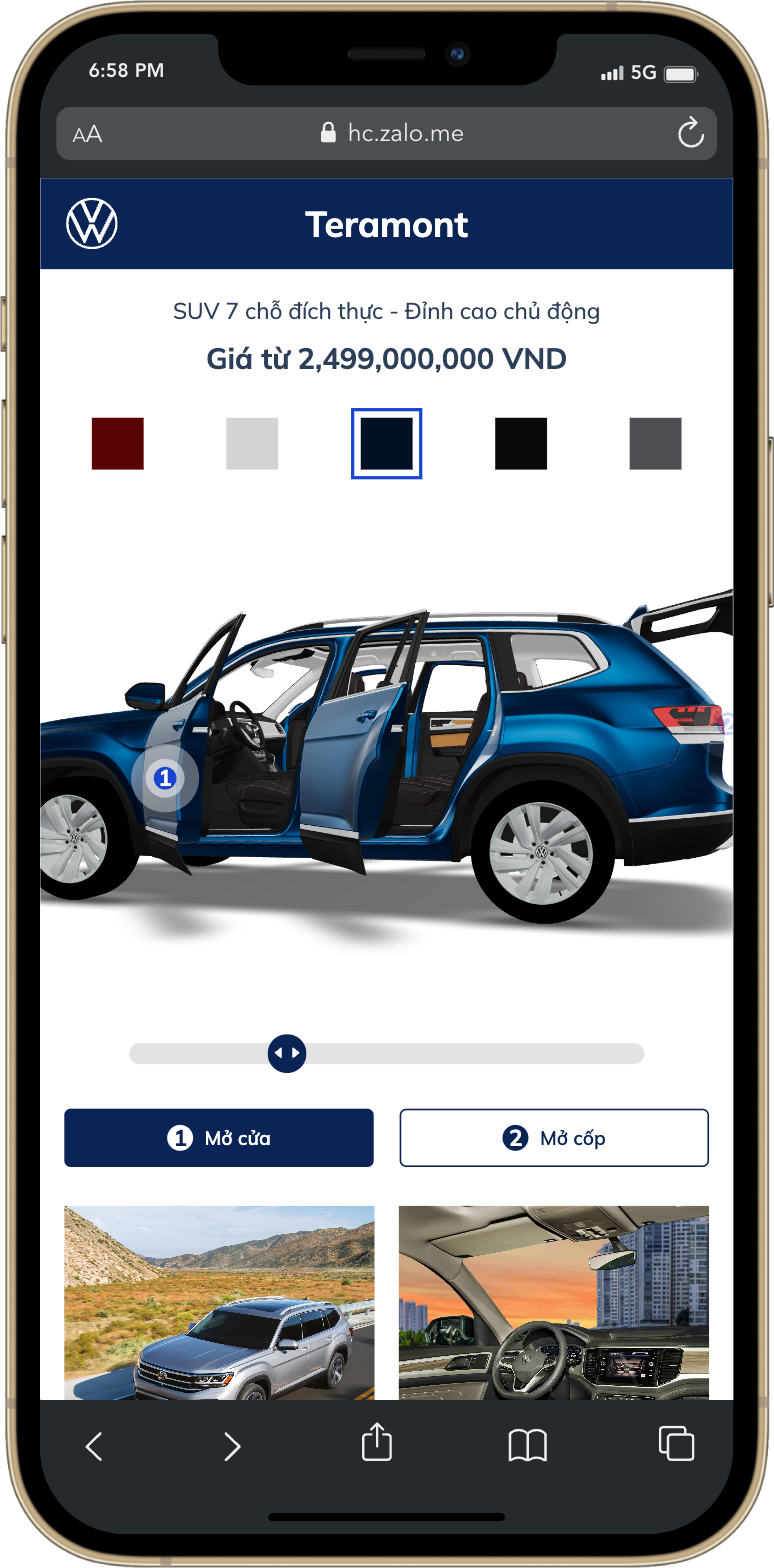 6:58 PM
5G
AA
hc.zalo.me
Teramont
SUV 7 chỗ đích thực - Đỉnh cao chủ động
Giá từ 2,499,000,000 VND
2
1
1 Mở cửa
2 Mở cốp